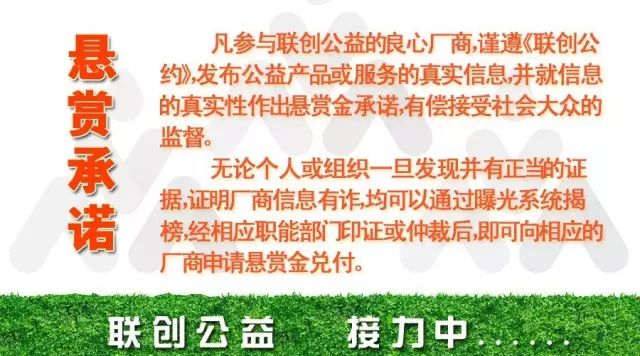 悬赏承诺
凡参与联创公益的良心厂商,谨遵《联创公
约》,发布公益产品或服务的真实信息,并就信息
的真实性作出悬赏金承诺,有偿接受社会大众的
监督。
无论个人或组织一旦发现并有正当的证
据,证明厂商信息有诈,均可以通过曝光系统揭
榜,经相应职能部门印证或仲裁后,即可向相应的
厂商申请悬赏金兑付。
联创公益 接力中......